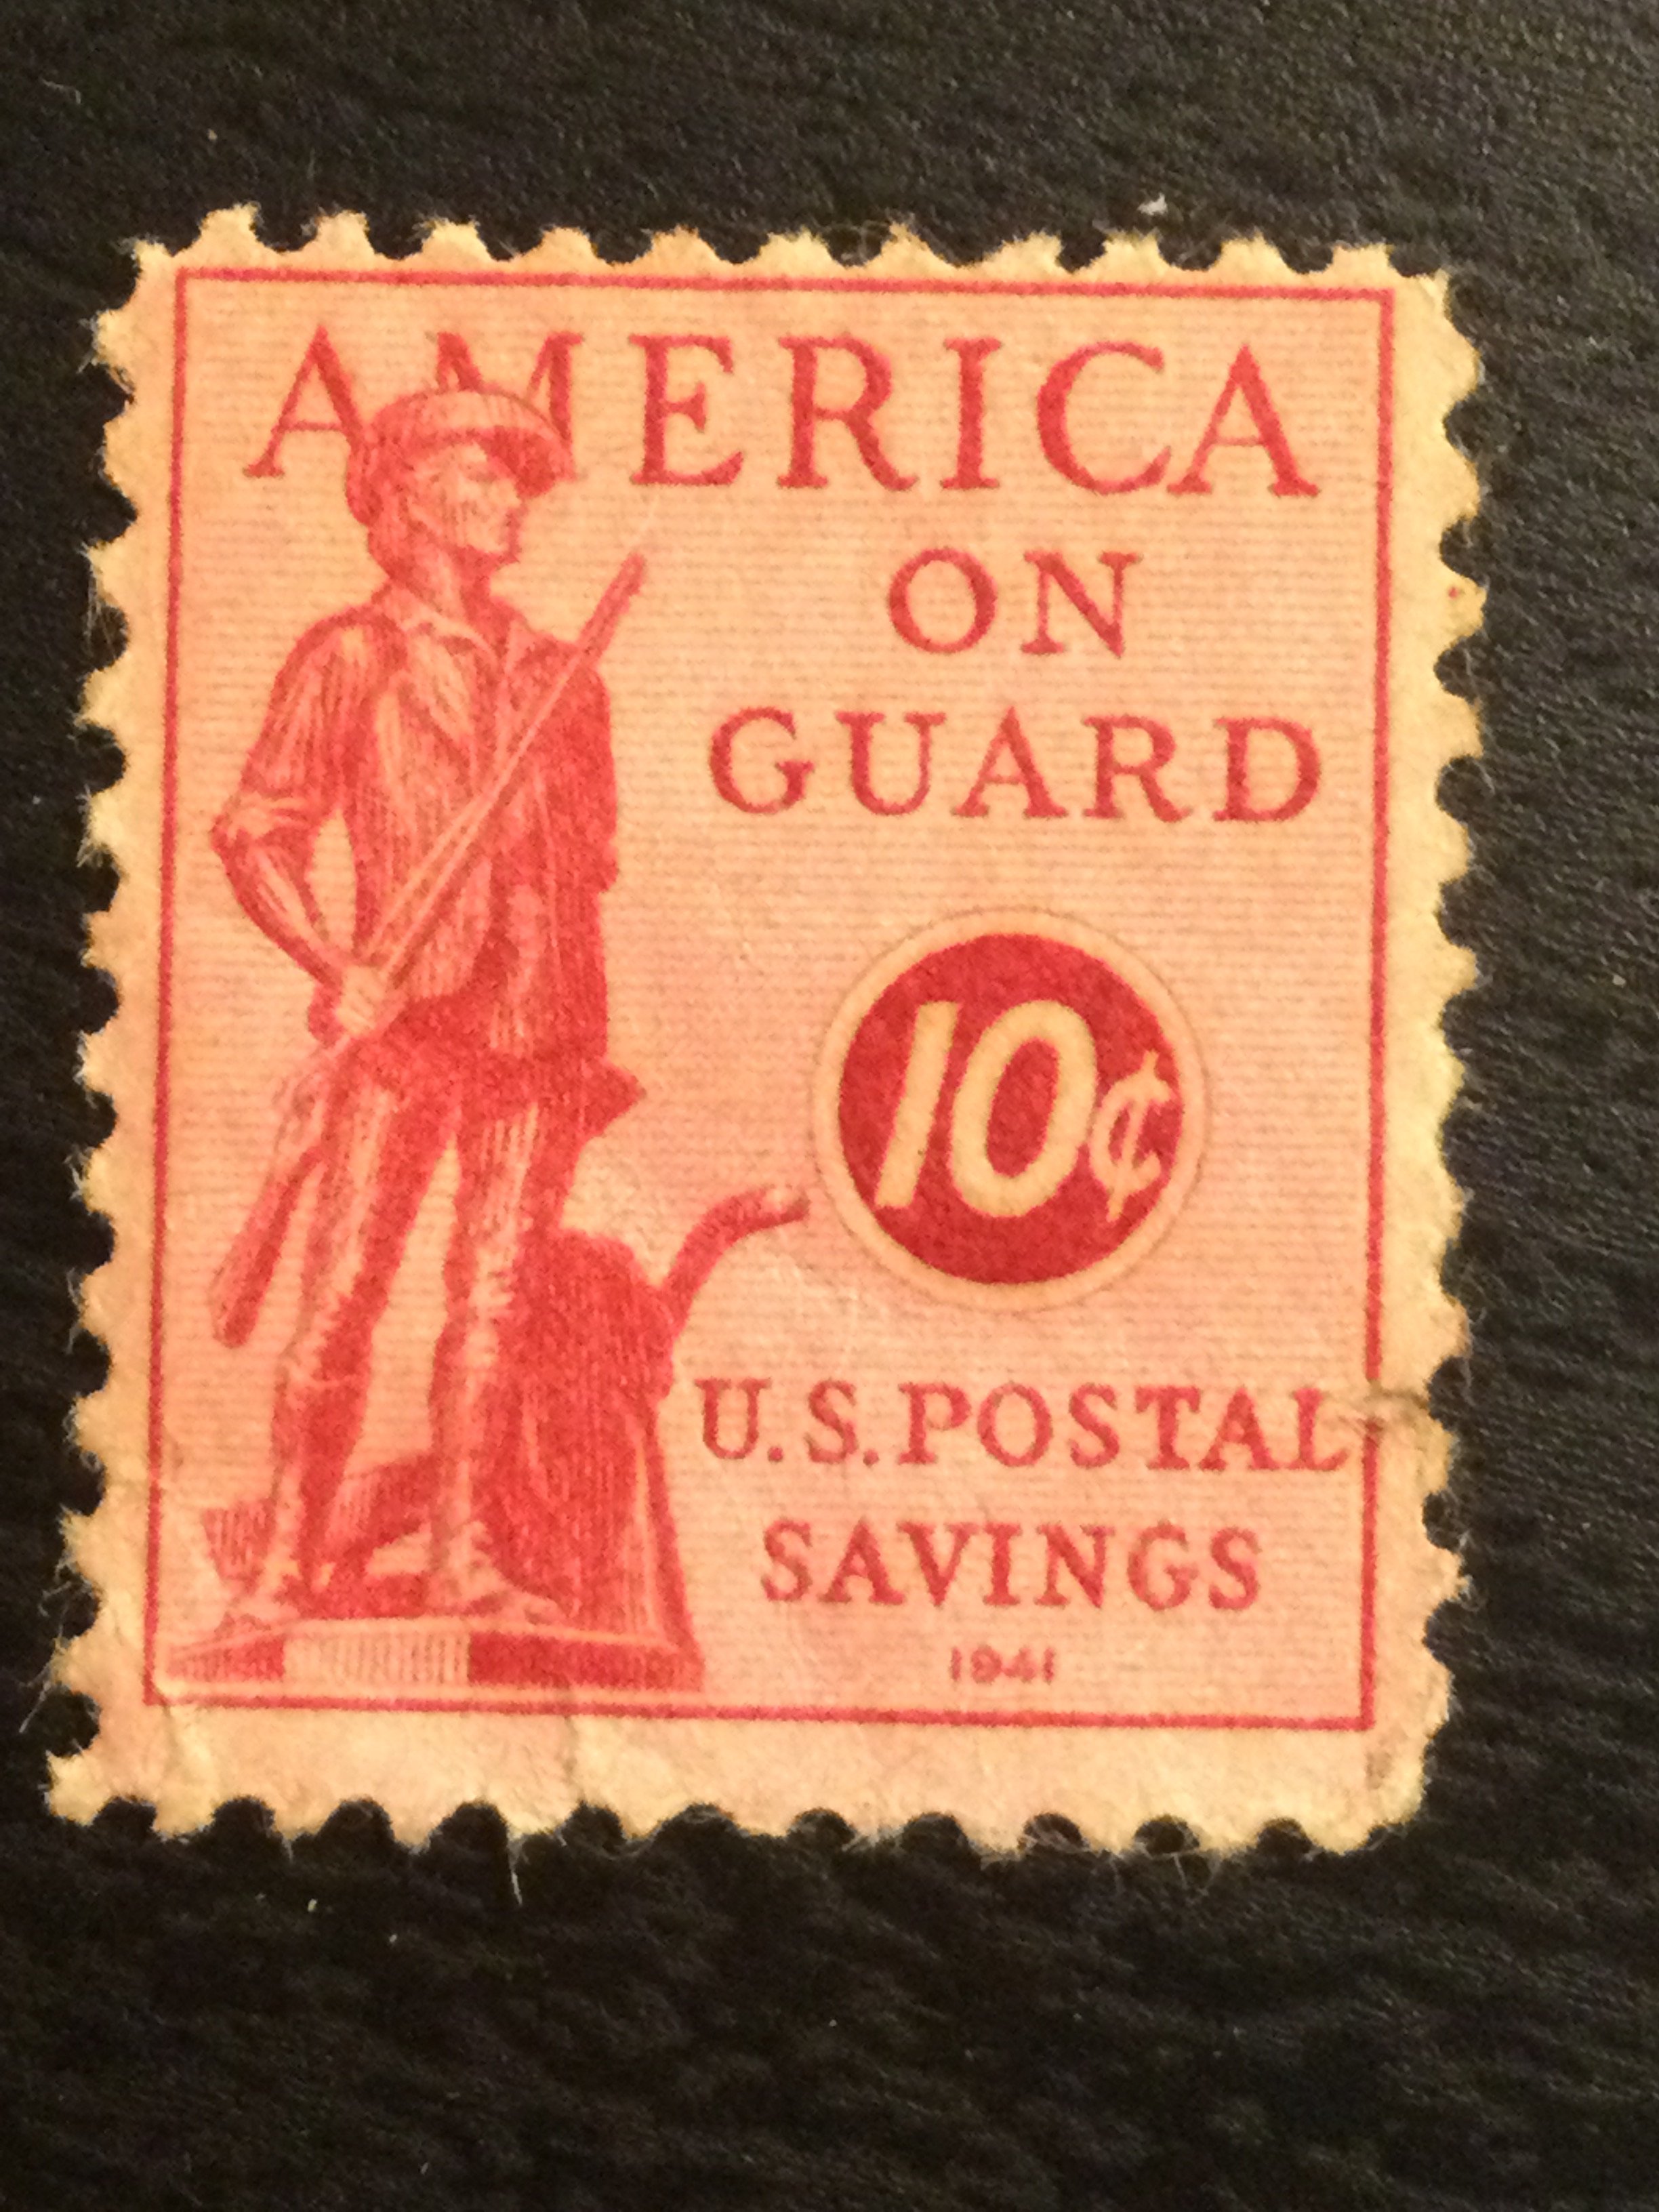 AMERICA
ON
GUARD
10¢
U.S. POSTAL
SAVINGS
1941